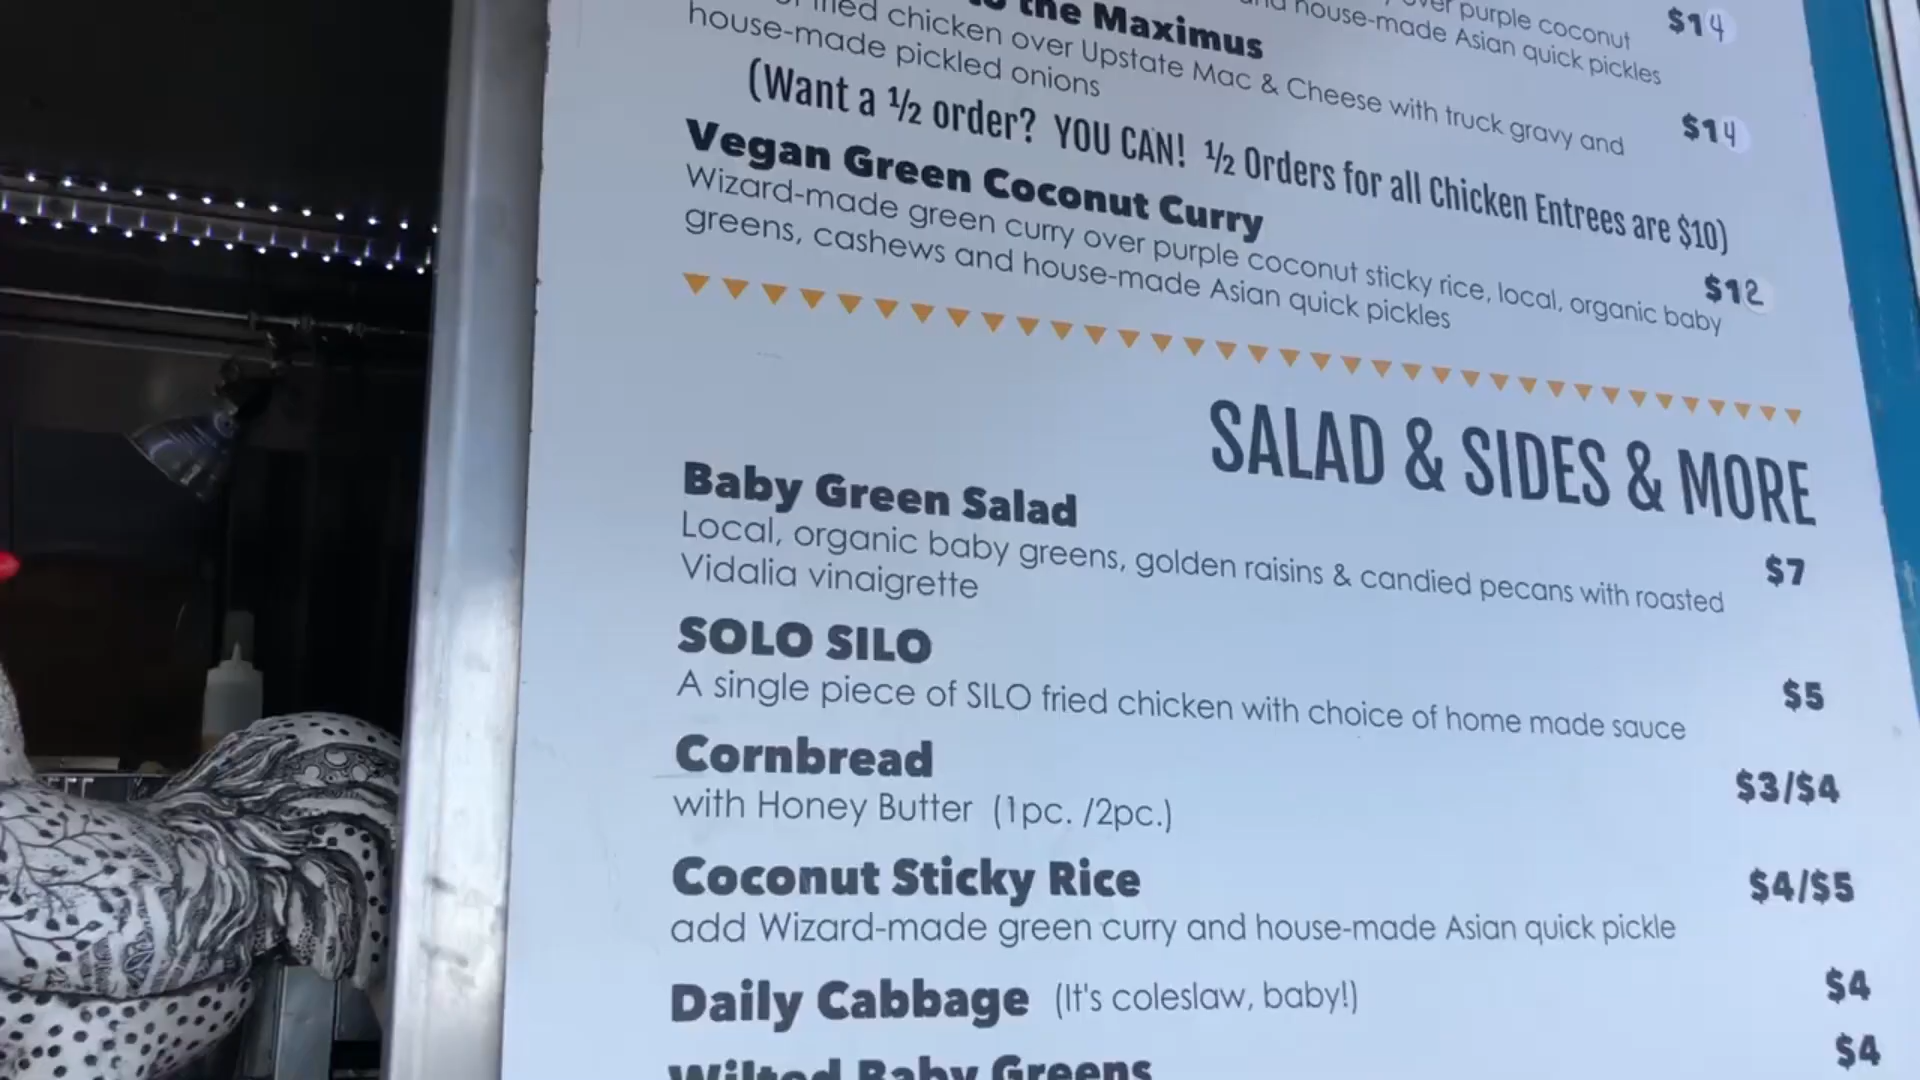 over purple coconut
house-made Asian quick pickles
$14
to the Maximus
fried chicken over Upstate Mac & Cheese with truck gravy and
house-made pickled onions
$14
(Want a ½ order? YOU CAN! ½ Orders for all Chicken Entrees are $10)
Vegan Green Coconut Curry
$12
Wizard-made green curry over purple coconut sticky rice, local, organic baby
greens, cashews and house-made Asian quick pickles
SALAD & SIDES & MORE
Baby Green Salad
$7
Local, organic baby greens, golden raisins & candied pecans with roasted
Vidalia vinaigrette
SOLO SILO
$5
A single piece of SILO fried chicken with choice of home made sauce
Cornbread
$3/$4
with Honey Butter (1pc. /2pc.)
Coconut Sticky Rice
$4/$5
add Wizard-made green curry and house-made Asian quick pickle
Daily Cabbage (It's coleslaw, baby!)
$4
Wilted Baby Greens
$4